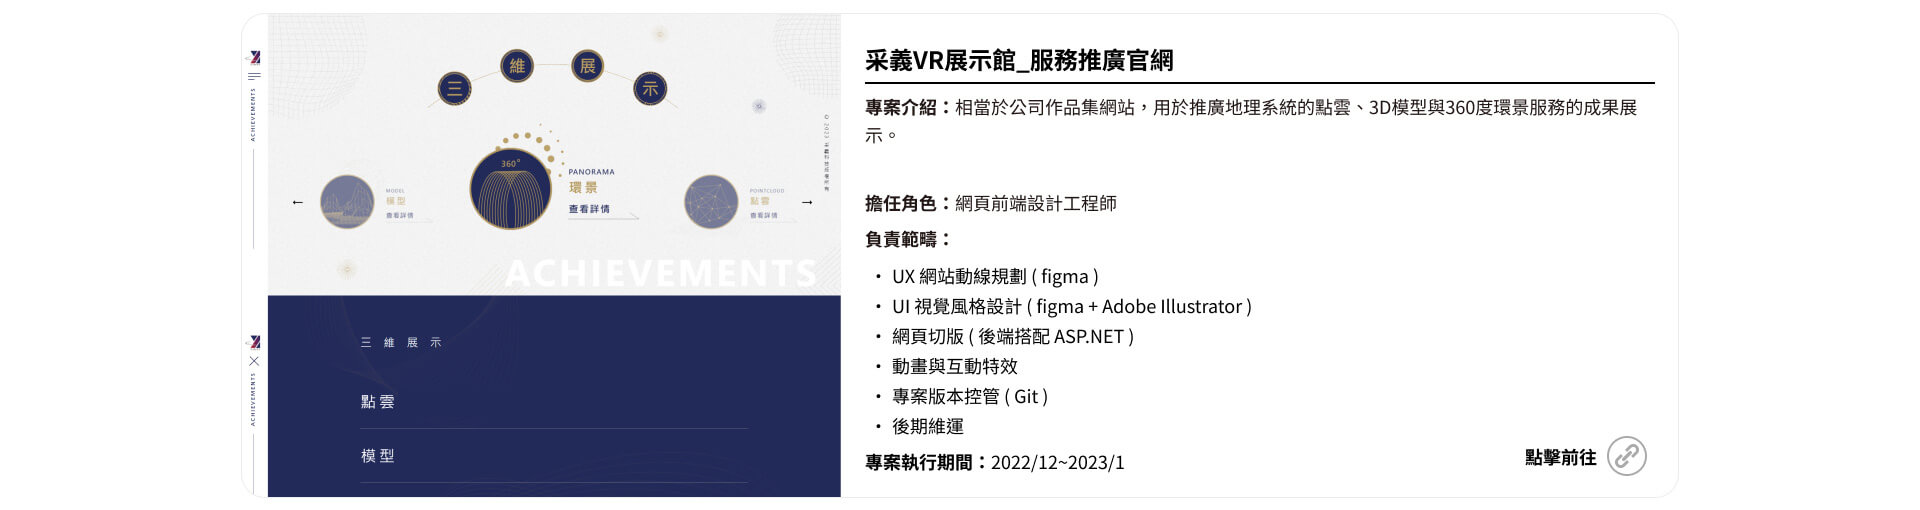 ACHIEVEMENTS
三維展示
© 2023 采義科技版權所有
360°
PANORAMA
環景
查看詳情
←
MODEL
模型
查看詳情
POINTCLOUD
點雲
查看詳情
→
ACHIEVEMENTS
ACHIEVEMENTS
三維展示
點雲
模型
采義VR展示館_服務推廣官網
專案介紹：相當於公司作品集網站，用於推廣地理系統的點雲、3D模型與360度環景服務的成果展
示。
擔任角色：網頁前端設計工程師
負責範疇：
• UX 網站動線規劃 ( figma )
• UI 視覺風格設計 ( figma + Adobe Illustrator )
• 網頁切版 ( 後端搭配 ASP.NET )
• 動畫與互動特效
• 專案版本控管 ( Git )
• 後期維運
專案執行期間：2022/12~2023/1
點擊前往